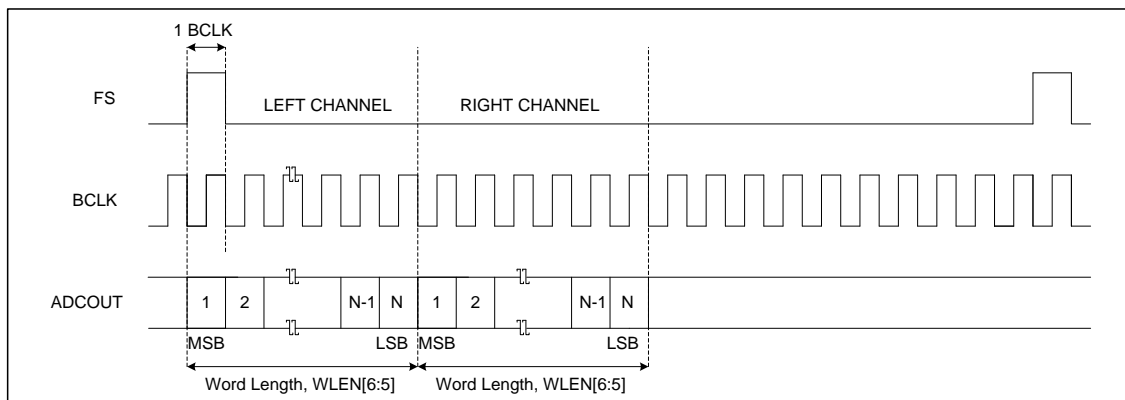 1 BCLK
FS
LEFT CHANNEL RIGHT CHANNEL
BCLK
ADCOUT
1 2 N-1 N 1 2 N-1 N
MSB LSB MSB LSB
Word Length, WLEN[6:5] Word Length, WLEN[6:5]